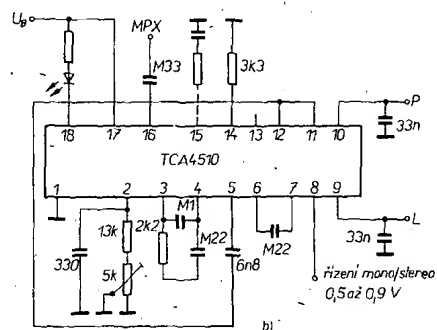 U_B
MPX
M33
3k3
P
33n
18 17 16 15 14 13 12 11 10
TCA4510
1 2 3 4 5 6 7 8 9
13k
2k2
M1
M22
330
5k
6n8
M22
33n
L
řízení mono/stereo
0,5 až 0,9 V
b)